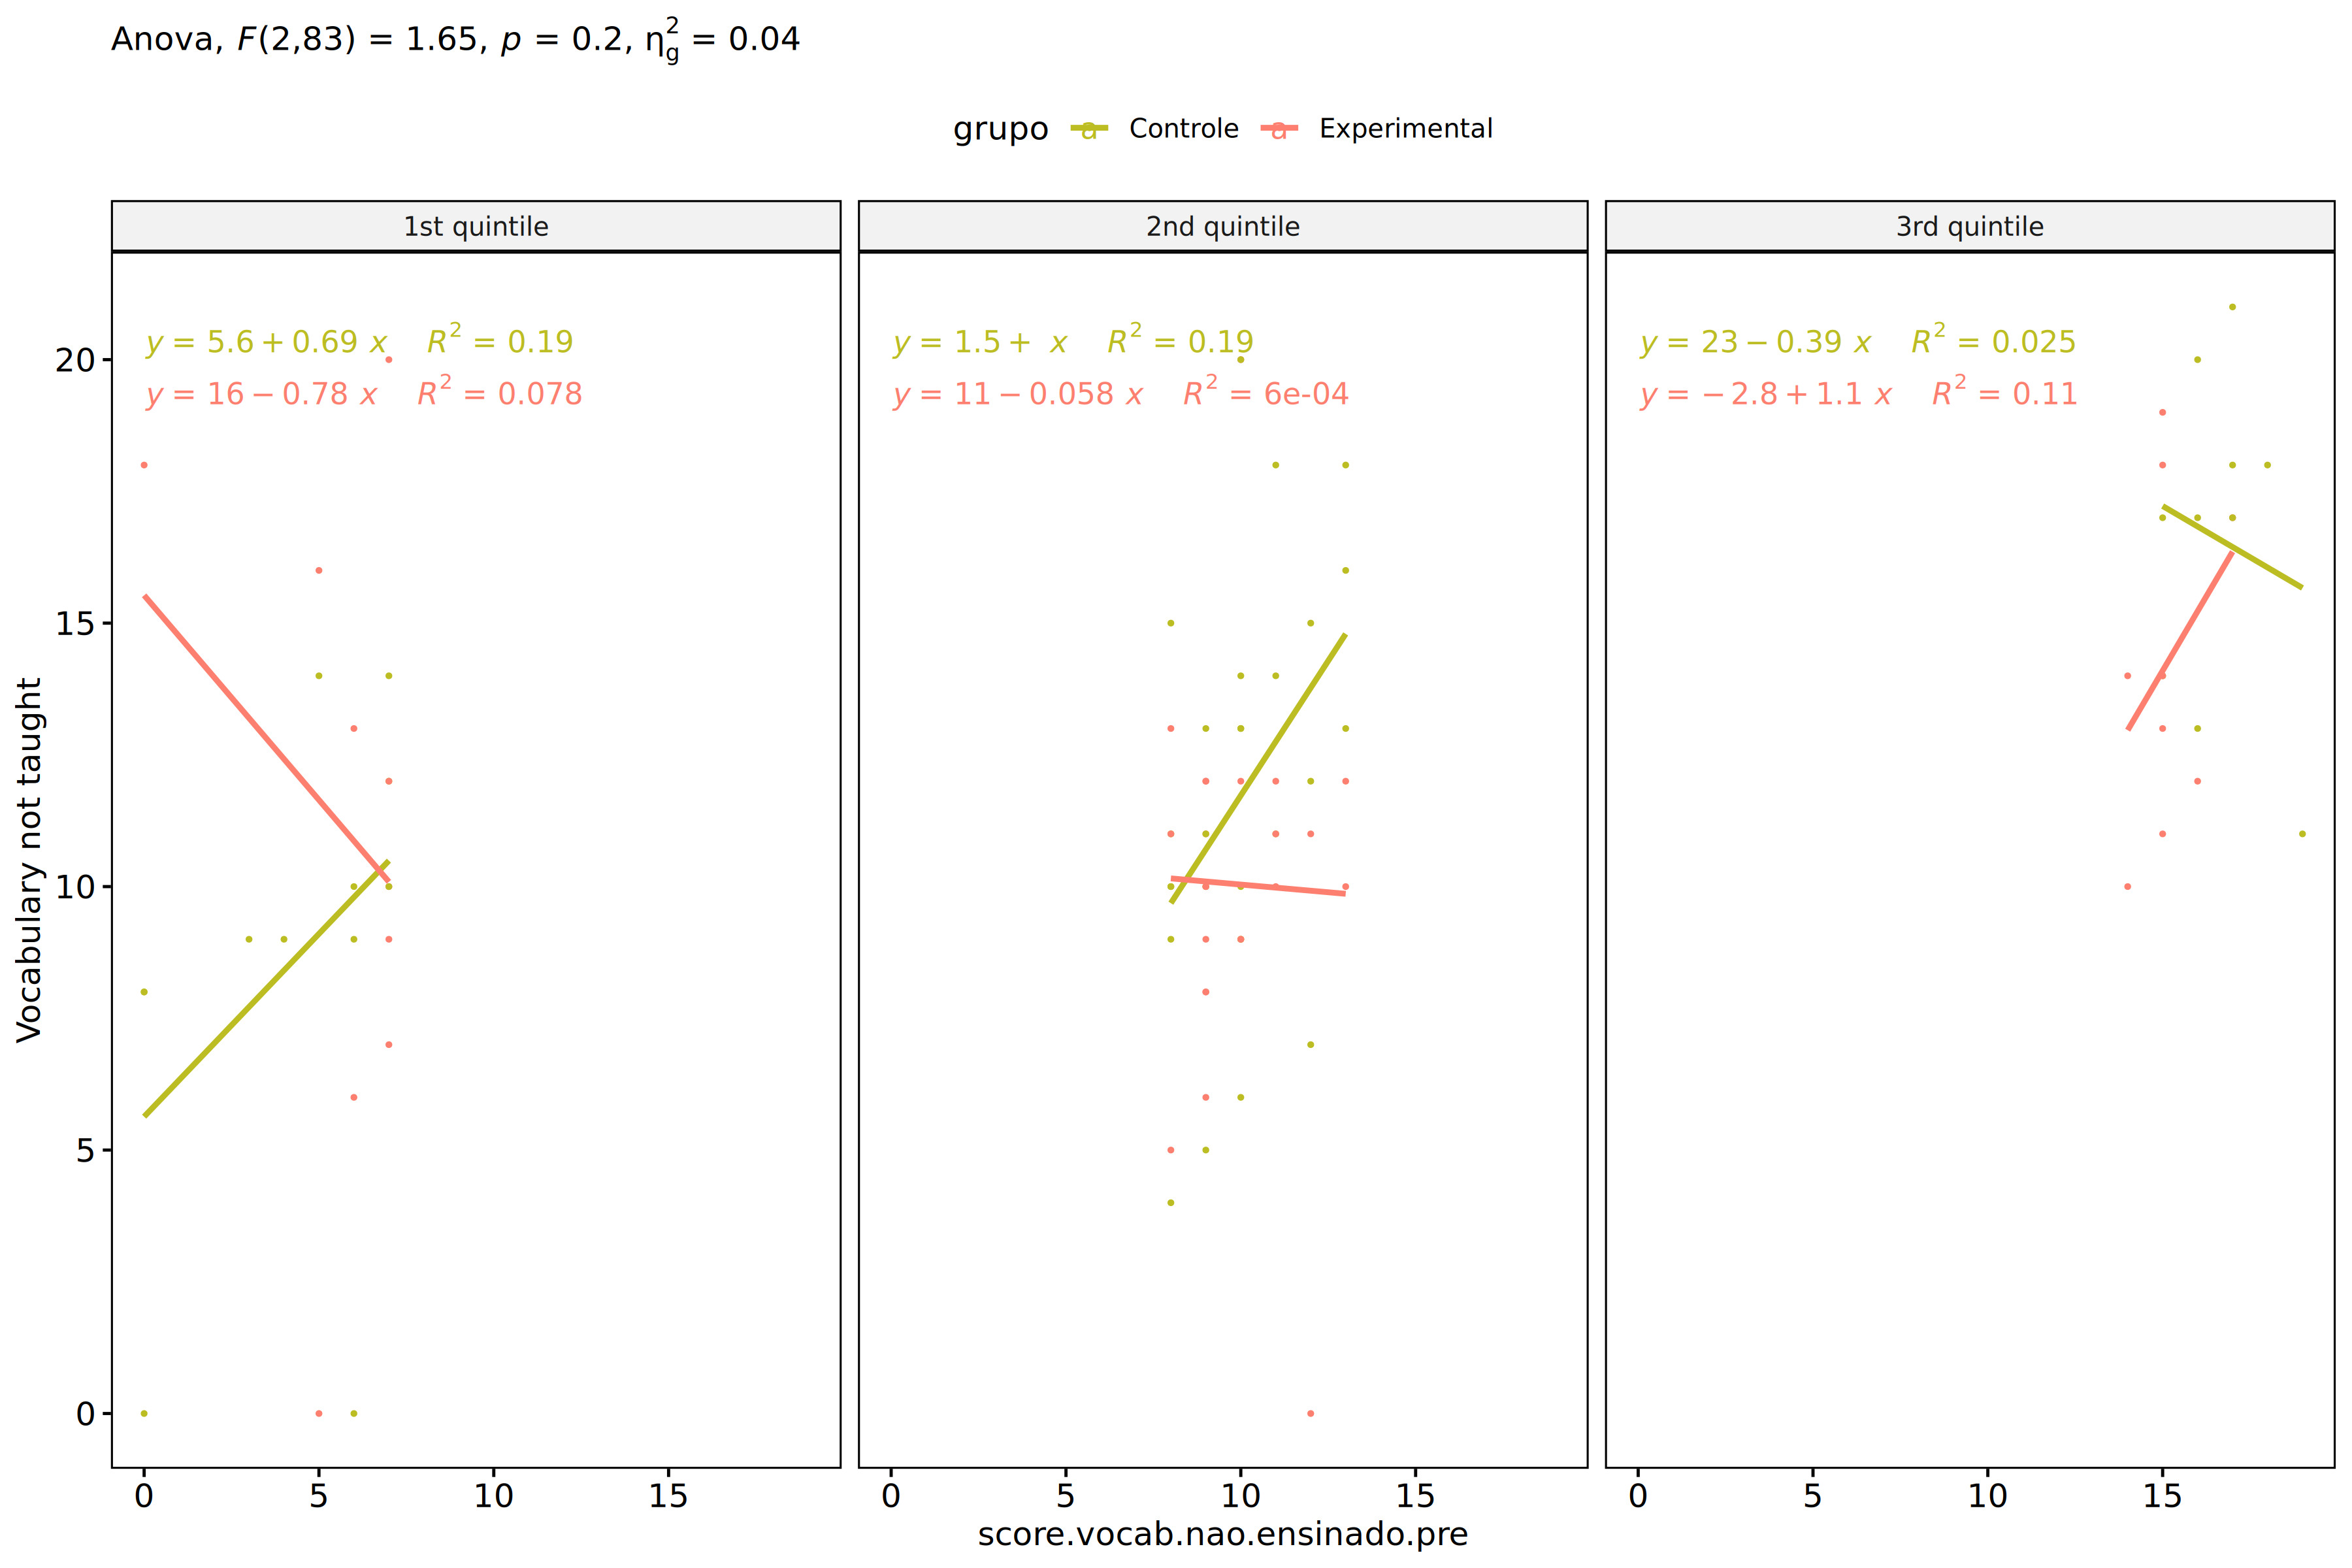 Anova, F(2,83) = 1.65, p = 0.2, η²g = 0.04
grupo a Controle a Experimental
1st quintile
2nd quintile
3rd quintile
y = 5.6 + 0.69 x R² = 0.19
y = 16 − 0.78 x R² = 0.078
y = 1.5 + x R² = 0.19
y = 11 − 0.058 x R² = 6e-04
y = 23 − 0.39 x R² = 0.025
y = − 2.8 + 1.1 x R² = 0.11
Vocabulary not taught
20
15
10
5
0
0 5 10 15
0 5 10 15
0 5 10 15
score.vocab.nao.ensinado.pre